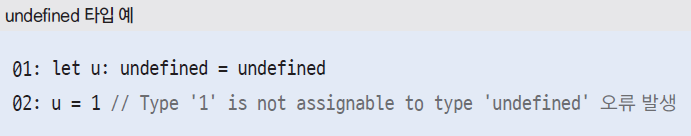 undefined 타입 예
01: let u: undefined = undefined
02: u = 1 // Type '1' is not assignable to type 'undefined' 오류 발생